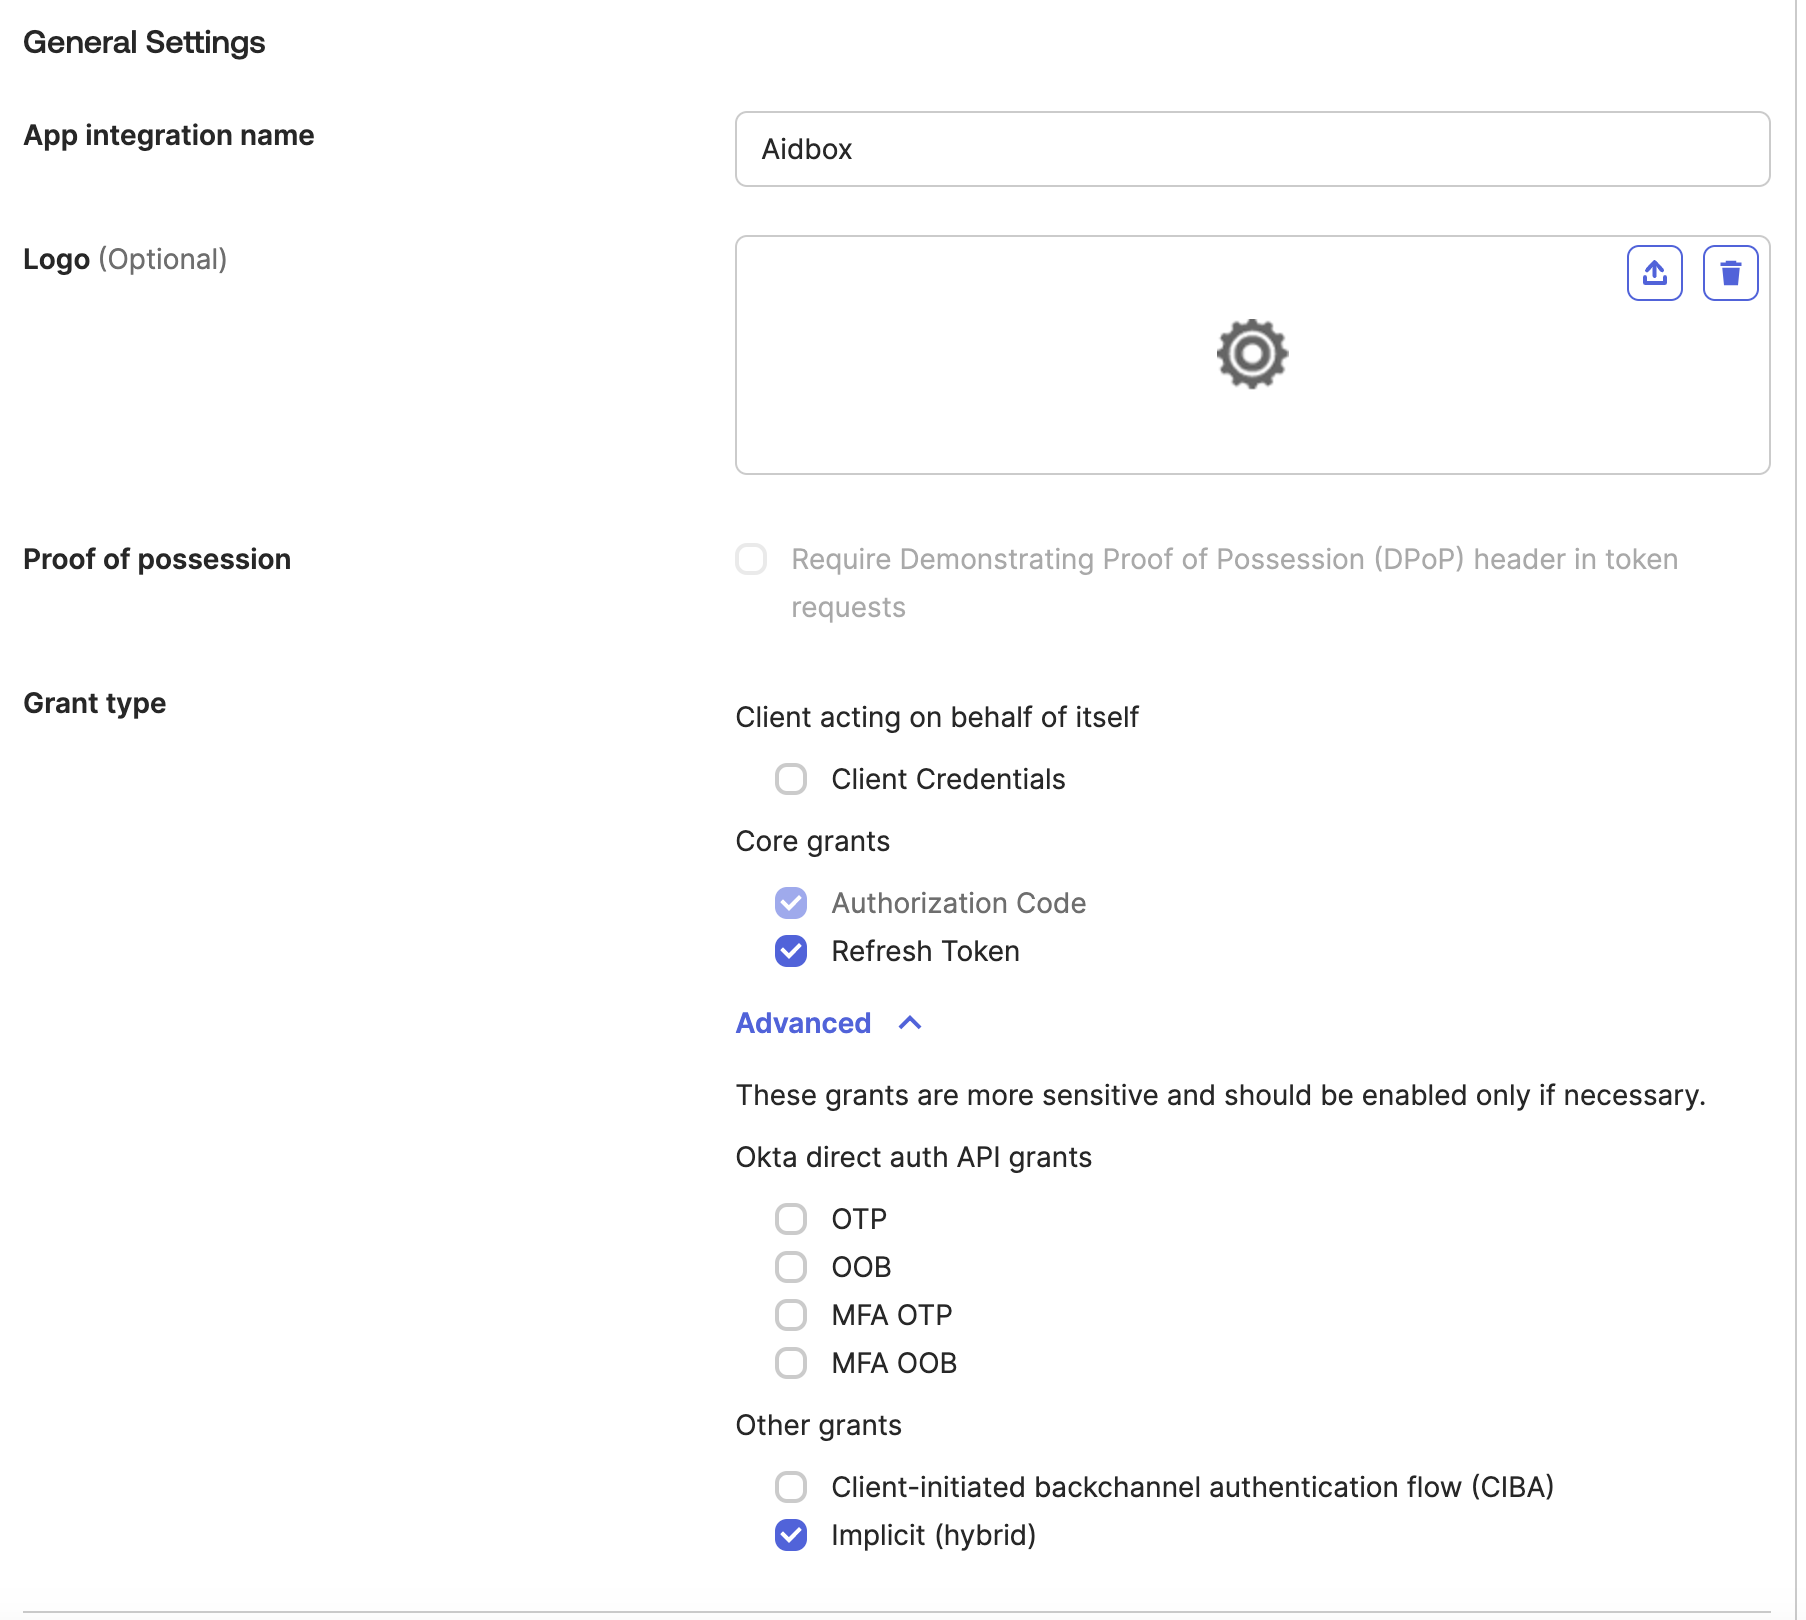 General Settings
App integration name
Aidbox
Logo (Optional)
Proof of possession
Require Demonstrating Proof of Possession (DPoP) header in token
requests
Grant type
Client acting on behalf of itself
Client Credentials
Core grants
Authorization Code
Refresh Token
Advanced
These grants are more sensitive and should be enabled only if necessary.
Okta direct auth API grants
OTP
OOB
MFA OTP
MFA OOB
Other grants
Client-initiated backchannel authentication flow (CIBA)
Implicit (hybrid)